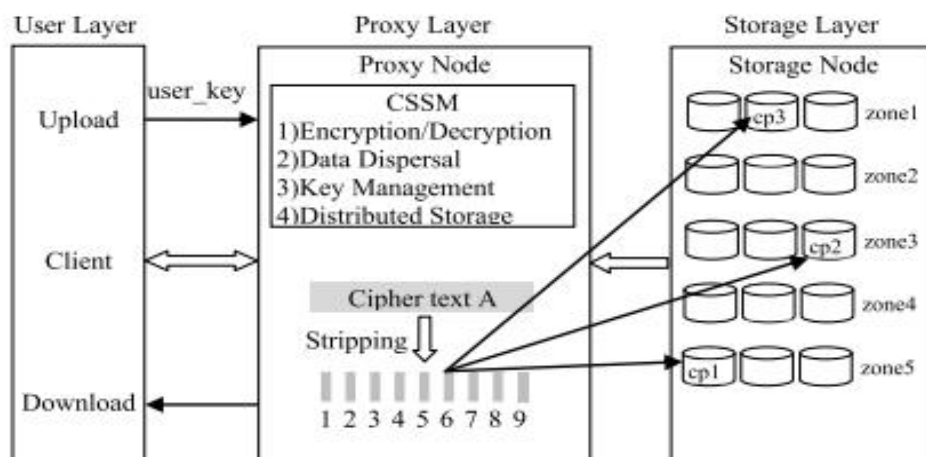 User Layer
Proxy Layer
Storage Layer
Proxy Node
Storage Node
user_key
Upload
CSSM
1)Encryption/Decryption
2)Data Dispersal
3)Key Management
4)Distributed Storage
cp3
zone1
zone2
Client
cp2
zone3
Cipher text A
zone4
Stripping
cp1
zone5
Download
1 2 3 4 5 6 7 8 9